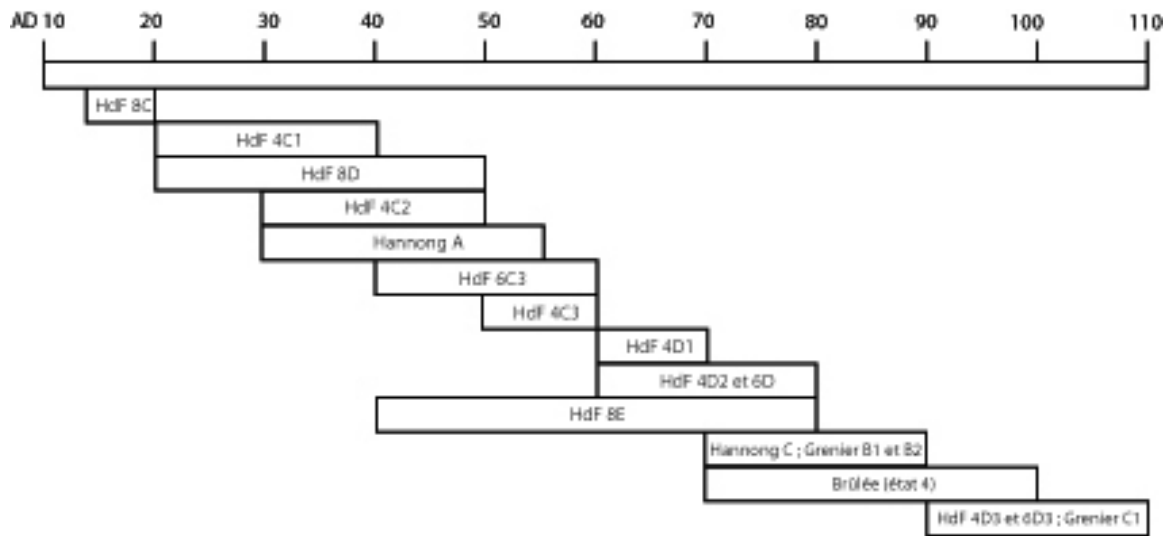 AD 10 20 30 40 50 60 70 80 90 100 110
HdF 8C
HdF 4C1
HdF 8D
HdF 4C2
Hannong A
HdF 6C3
HdF 4C3
HdF 4D1
HdF 4D2 et 6D
HdF 8E
Hannong C ; Grenier B1 et B2
Brûlée (état 4)
HdF 4D3 et 6D3 ; Grenier C1